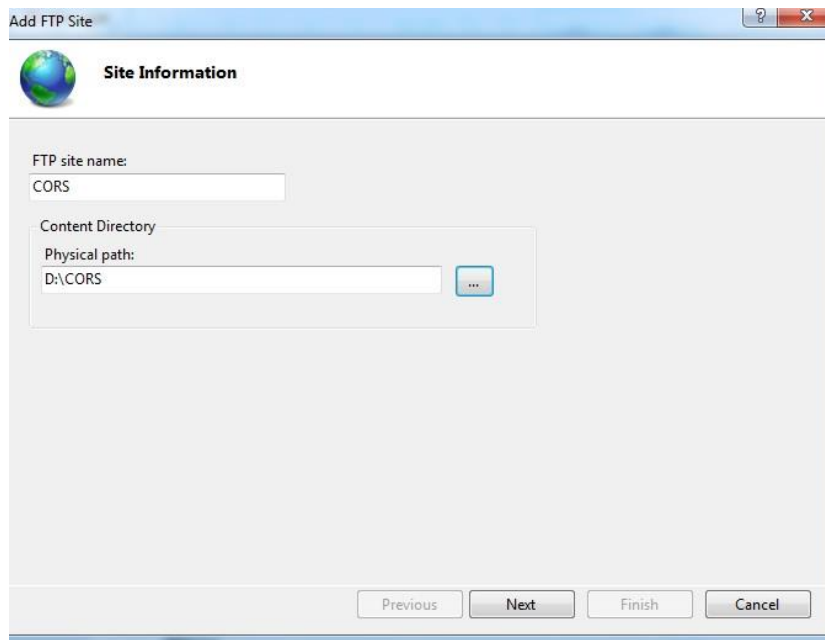 Add FTP Site
Site Information
FTP site name:
CORS
Content Directory
Physical path:
D:\CORS
...
Previous Next Finish Cancel